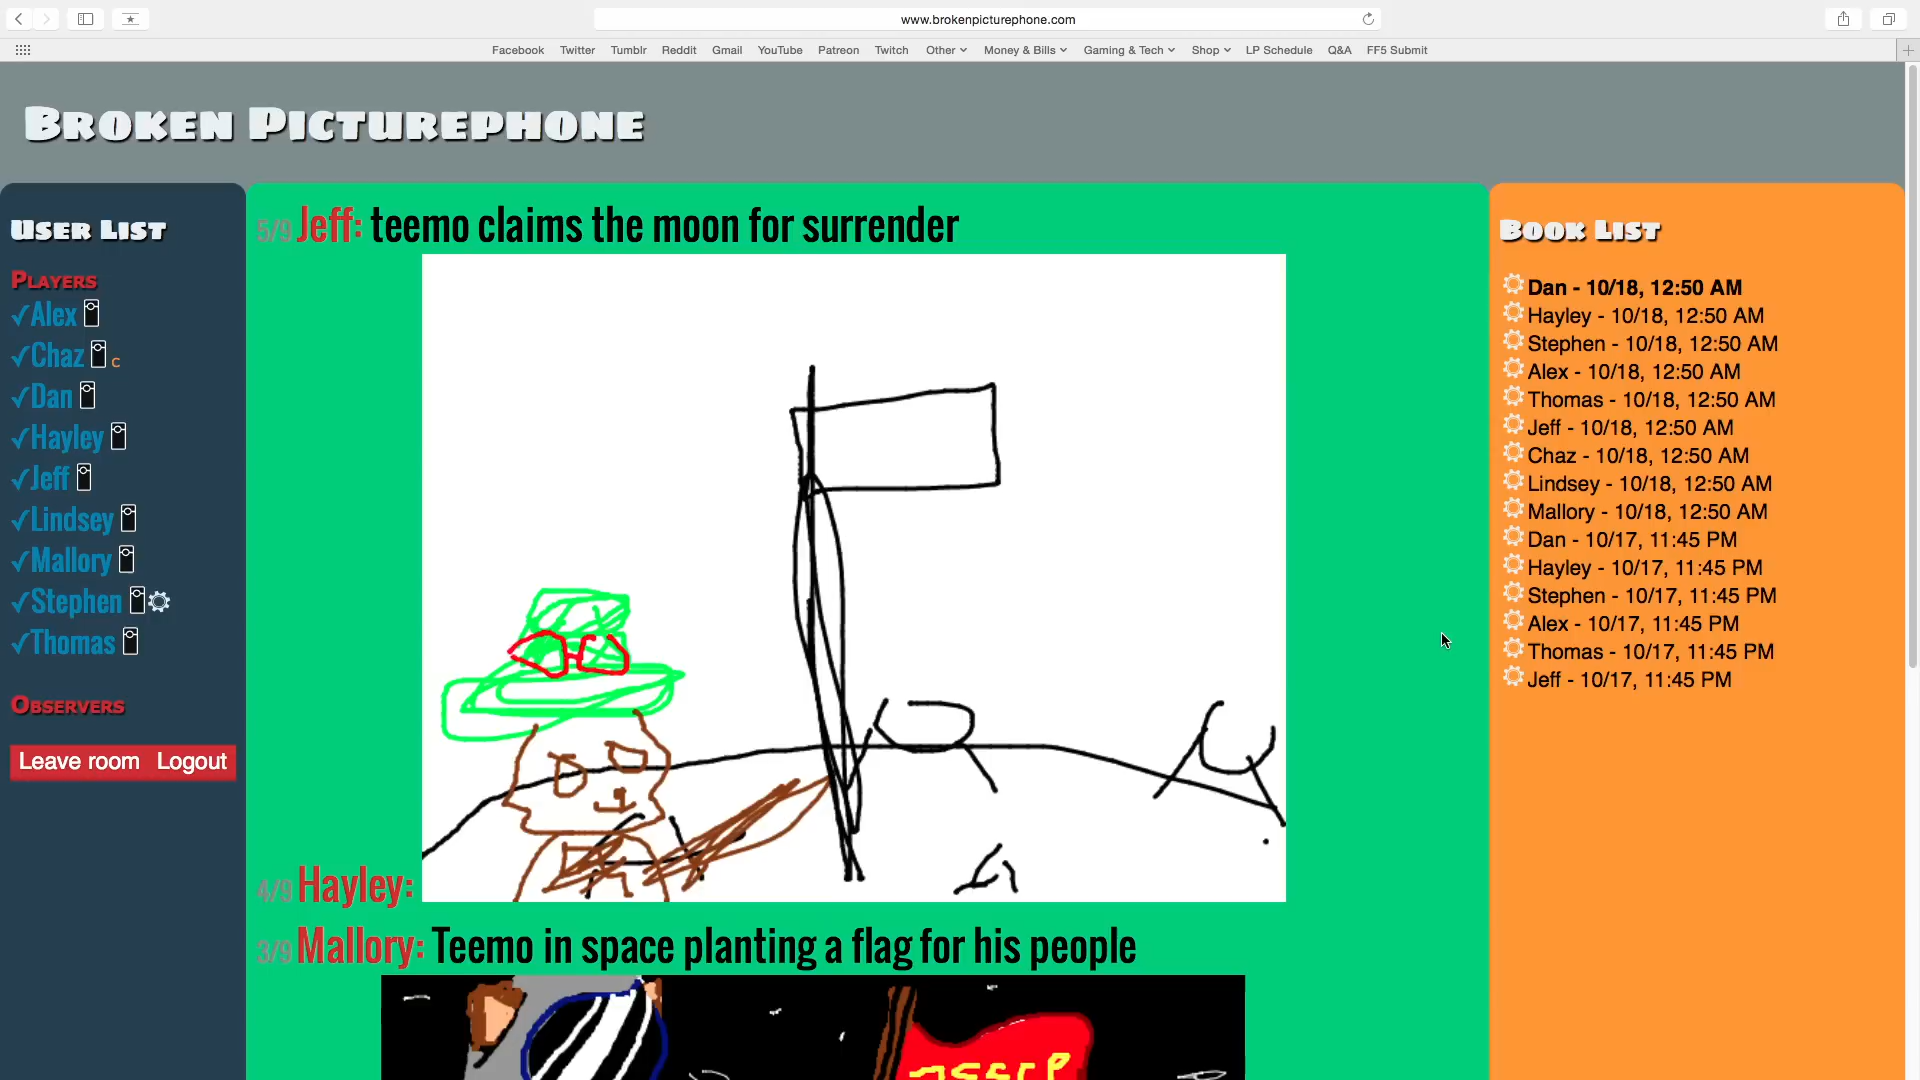 www.brokenpicturephone.com
Facebook Twitter Tumblr Reddit Gmail YouTube Patreon Twitch Other Money & Bills Gaming & Tech Shop LP Schedule Q&A FF5 Submit
Broken Picturephone
User List
Players
✓Alex
✓Chaz c
✓Dan
✓Hayley
✓Jeff
✓Lindsey
✓Mallory
✓Stephen
✓Thomas
Observers
Leave room Logout
5/9 Jeff: teemo claims the moon for surrender
4/9 Hayley:
3/9 Mallory: Teemo in space planting a flag for his people
Book List
Dan - 10/18, 12:50 AM
Hayley - 10/18, 12:50 AM
Stephen - 10/18, 12:50 AM
Alex - 10/18, 12:50 AM
Thomas - 10/18, 12:50 AM
Jeff - 10/18, 12:50 AM
Chaz - 10/18, 12:50 AM
Lindsey - 10/18, 12:50 AM
Mallory - 10/18, 12:50 AM
Dan - 10/17, 11:45 PM
Hayley - 10/17, 11:45 PM
Stephen - 10/17, 11:45 PM
Alex - 10/17, 11:45 PM
Thomas - 10/17, 11:45 PM
Jeff - 10/17, 11:45 PM